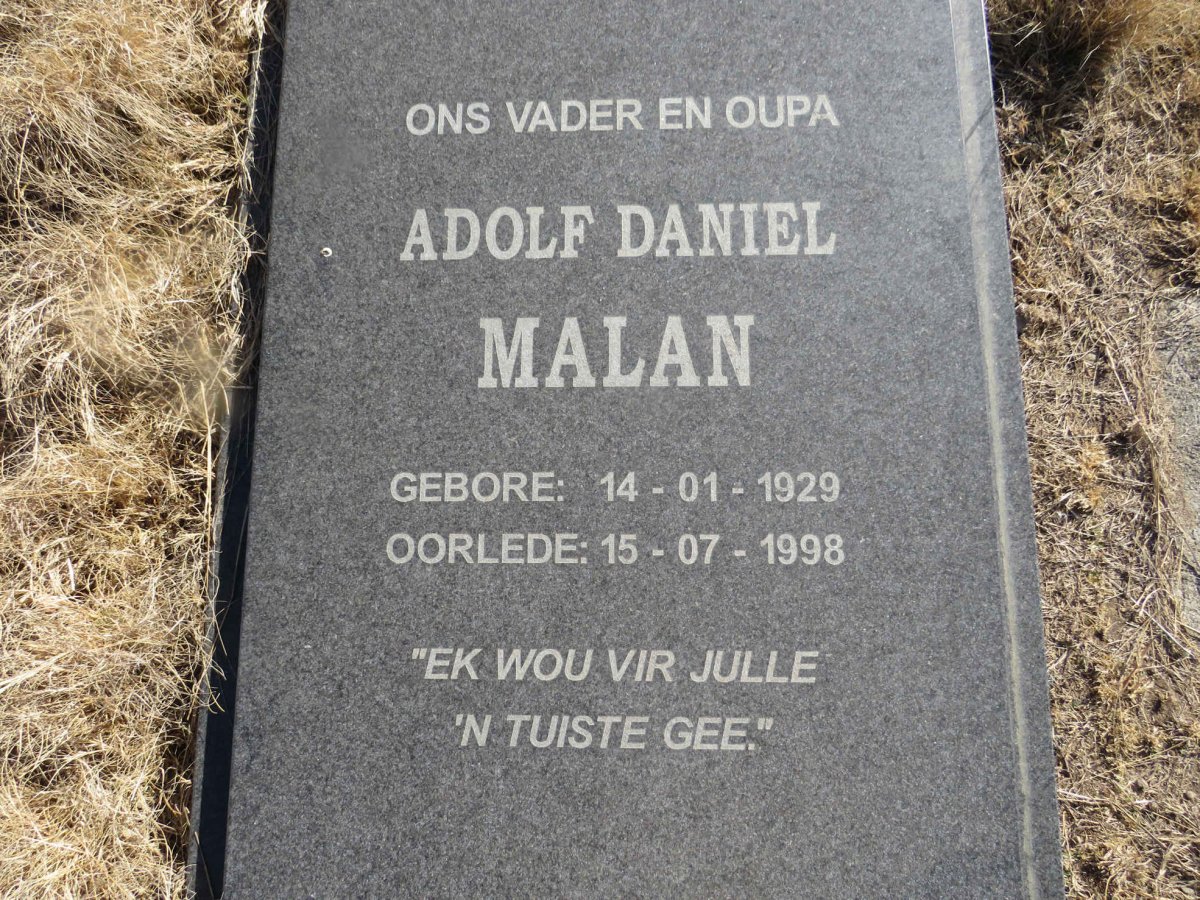 ONS VADER EN OUPA
ADOLF DANIEL
MALAN
GEBORE: 14 - 01 - 1929
OORLEDE: 15 - 07 - 1998
"EK WOU VIR JULLE
'N TUISTE GEE."